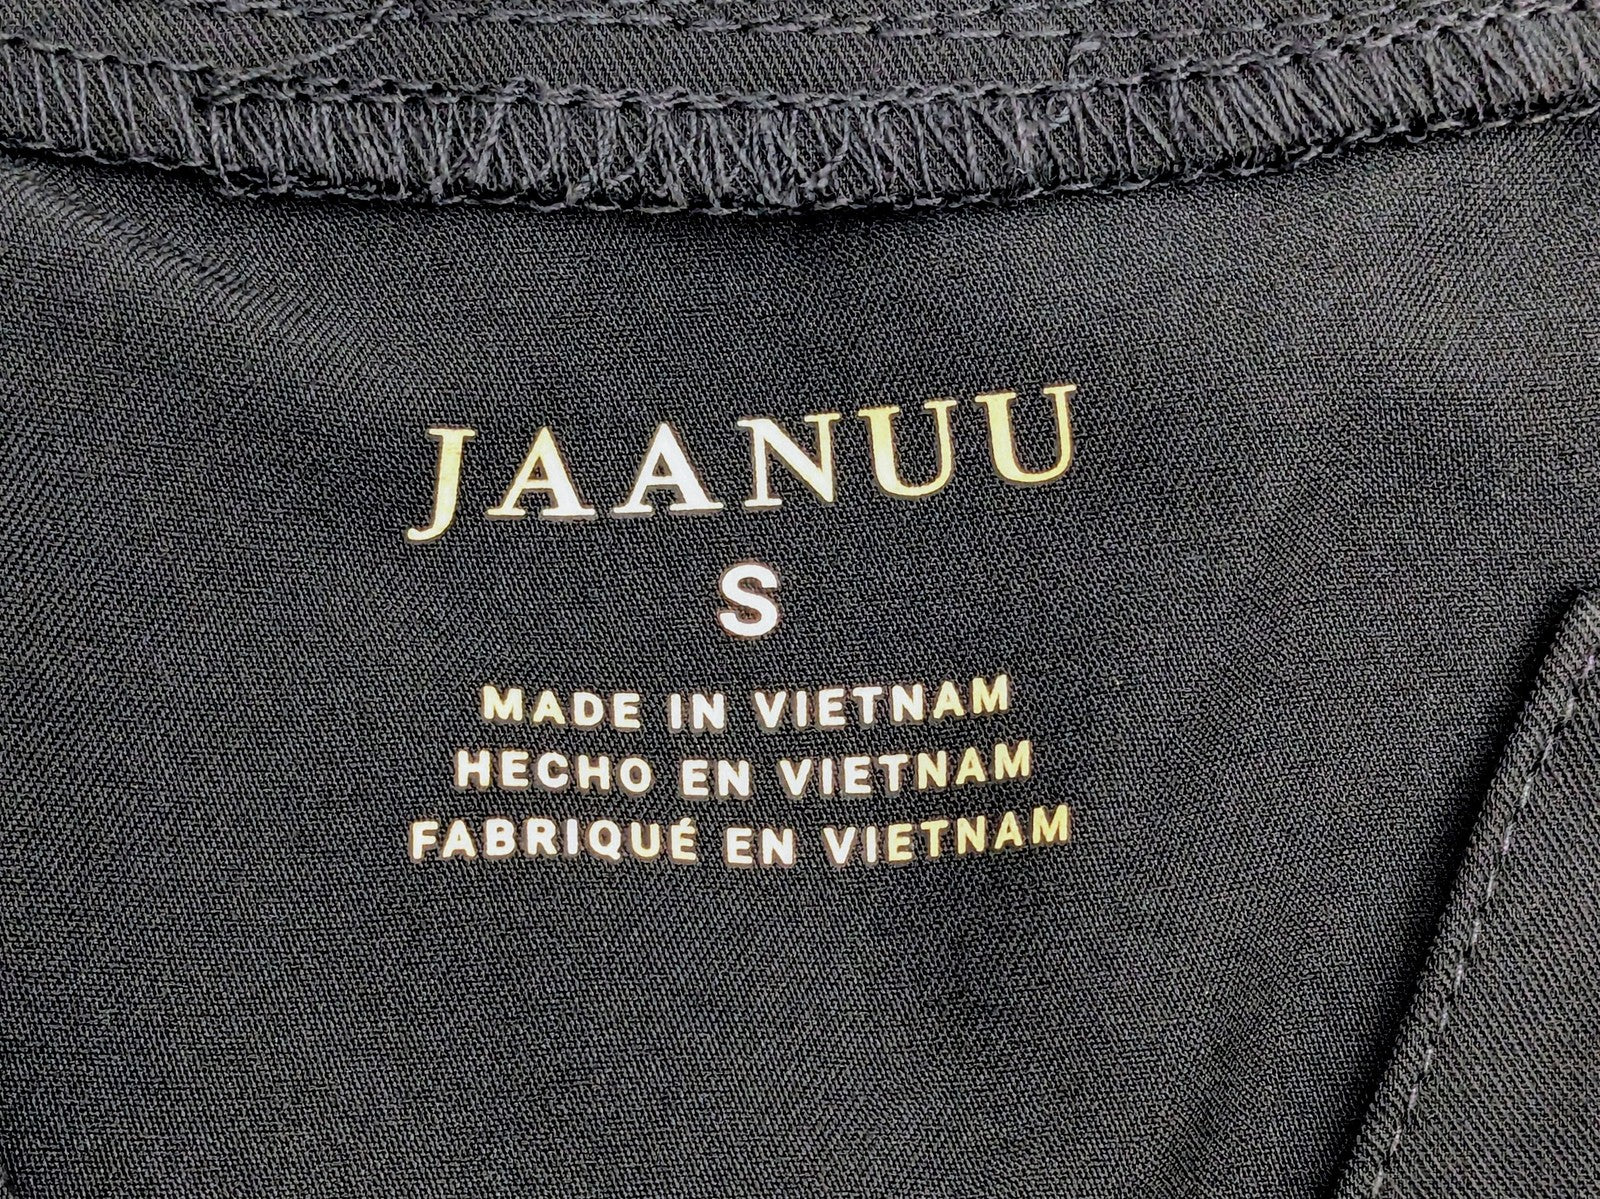 JAANUU
S
MADE IN VIETNAM
HECHO EN VIETNAM
FABRIQUÉ EN VIETNAM